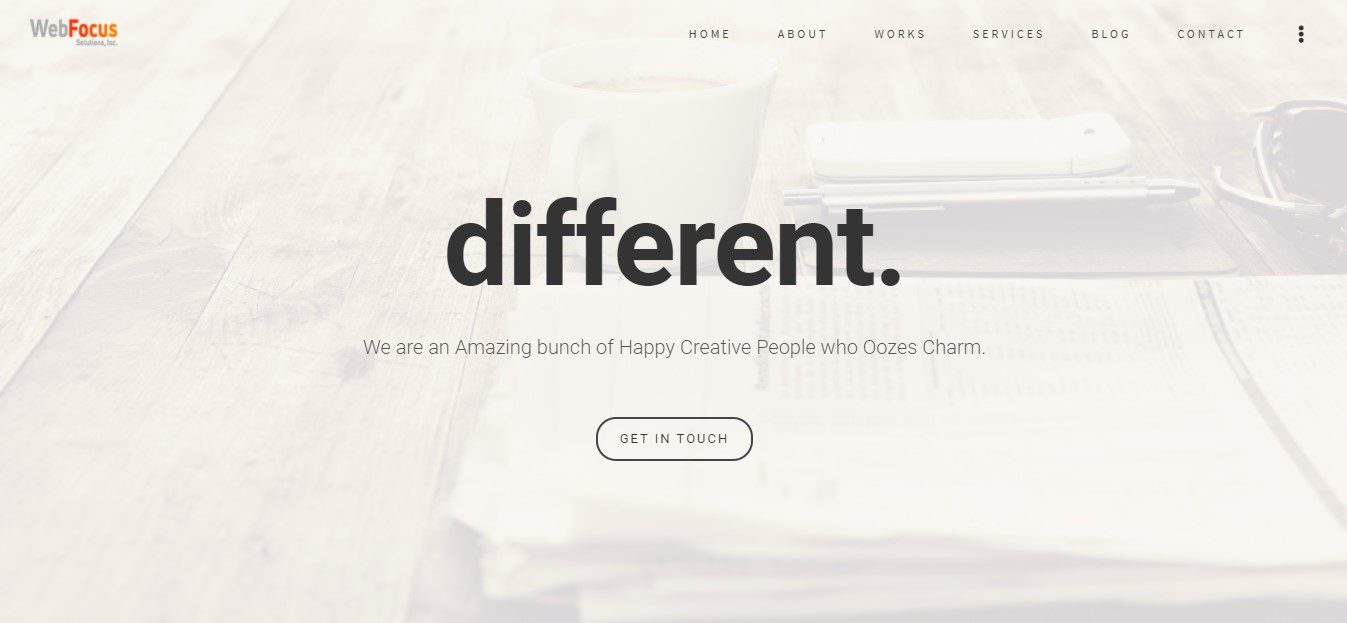 WebFocus
Solutions, Inc.
HOME ABOUT WORKS SERVICES BLOG CONTACT
different.
We are an Amazing bunch of Happy Creative People who Oozes Charm.
GET IN TOUCH